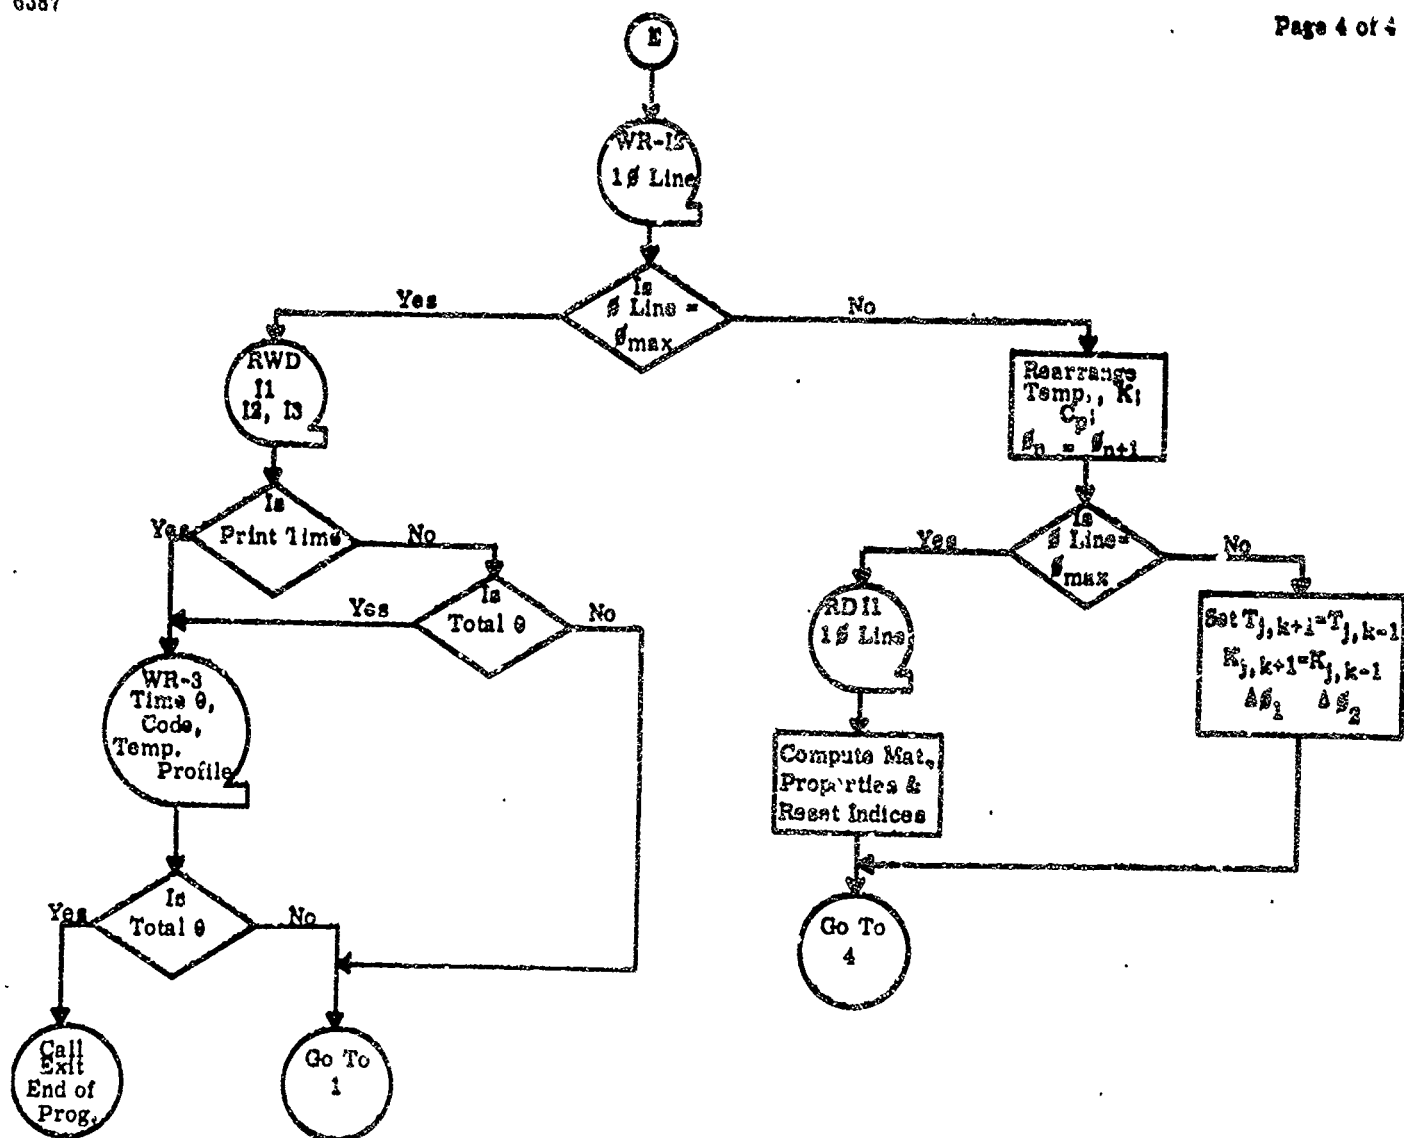 6387
Page 4 of 4
E
WR-I3
1ø Line
Is
ø Line =
ømax
Yes
No
RWD
I1
I2, I3
Rearrange
Temp., K;
Cp;
øn = øn+1
Is
Print Time
Yes
No
Is
ø Line=
ømax
Yes
No
Is
Total θ
Yes
No
RD I1
1ø Line
Set Tj, k+1=Tj, k-1
Kj, k+1=Kj, k-1
Δø1 Δø2
WR-3
Time θ,
Code,
Temp.
Profile
Compute Mat.
Properties &
Reset Indices
Is
Total θ
Yes
No
Go To
4
Call
Exit
End of
Prog.
Go To
1